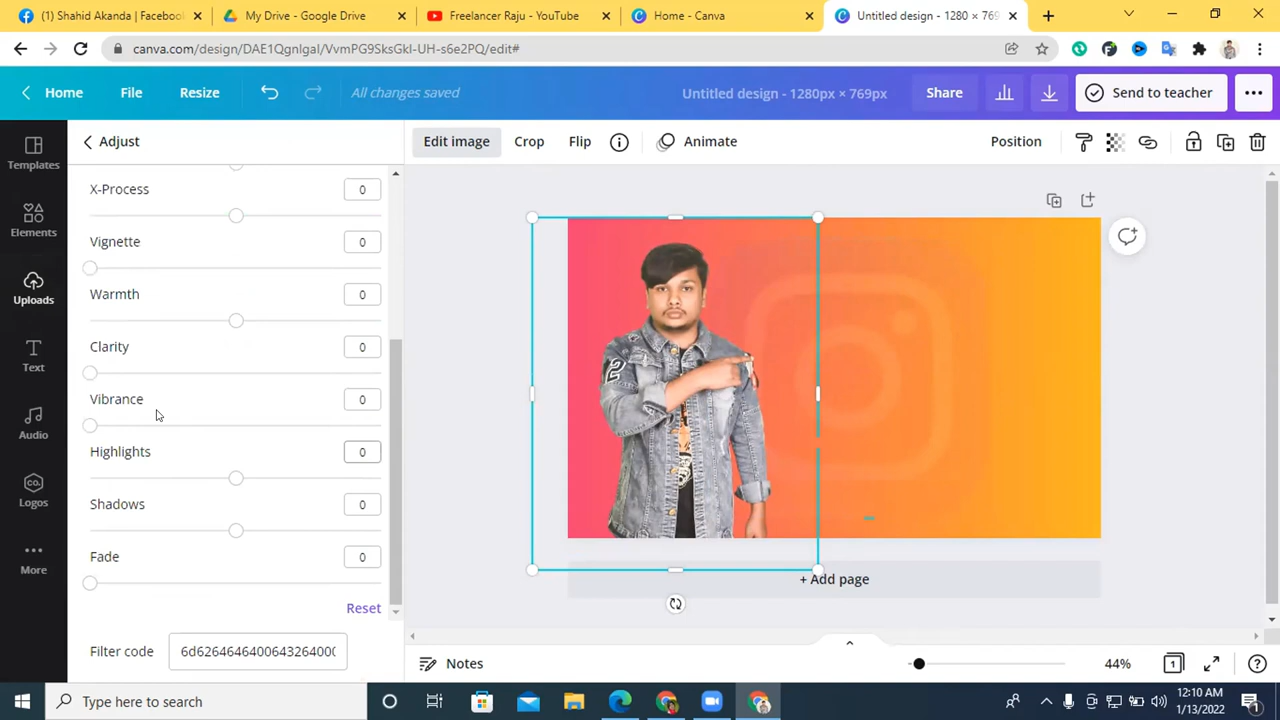 Shahid Akanda | Facebook
My Drive - Google Drive
Freelancer Raju - YouTube
Home - Canva
Untitled design - 1280 × 769
canva.com/design/DAE1QgnIgaI/VvmPG9SksGkI-UH-s6e2PQ/edit#
Home
File
Resize
All changes saved
Untitled design - 1280px × 769px
Share
Send to teacher
Templates
Elements
Uploads
Text
Audio
Logos
More
Adjust
Edit image
Crop
Flip
Animate
Position
X-Process
0
Vignette
0
Warmth
0
Clarity
0
Vibrance
0
Highlights
0
Shadows
0
Fade
0
Reset
Filter code
6d626464640064326400
2
+ Add page
Notes
44%
1
Type here to search
12:10 AM
1/13/2022
1